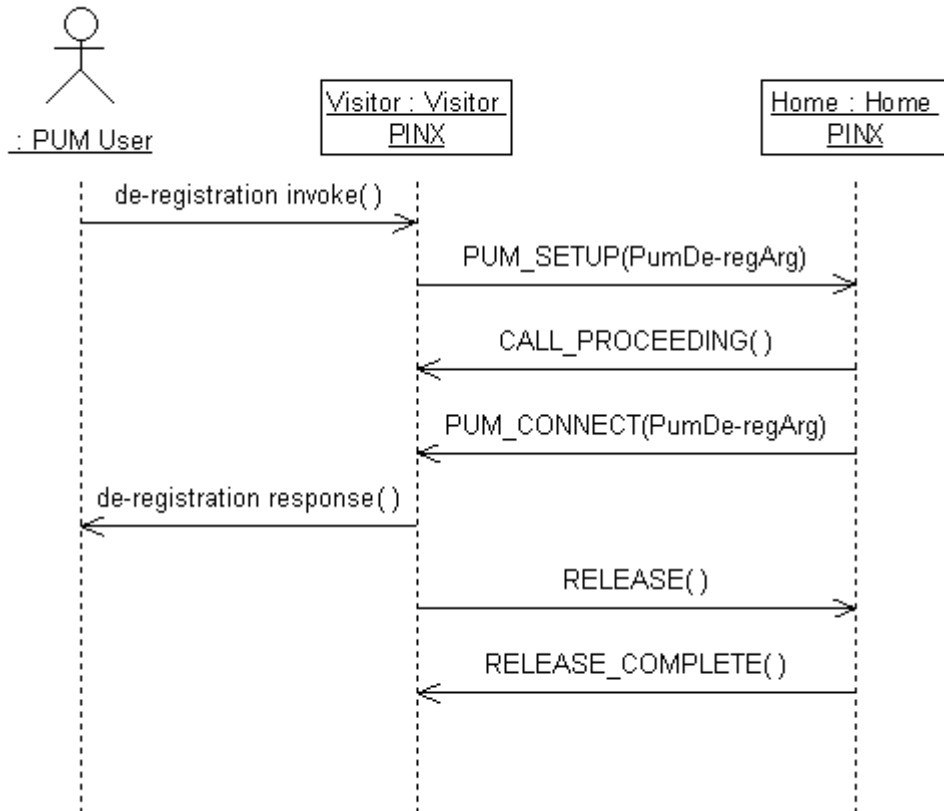 : PUM User
Visitor : Visitor
PINX
Home : Home
PINX
de-registration invoke( )
PUM_SETUP(PumDe-regArg)
CALL_PROCEEDING( )
PUM_CONNECT(PumDe-regArg)
de-registration response( )
RELEASE( )
RELEASE_COMPLETE( )